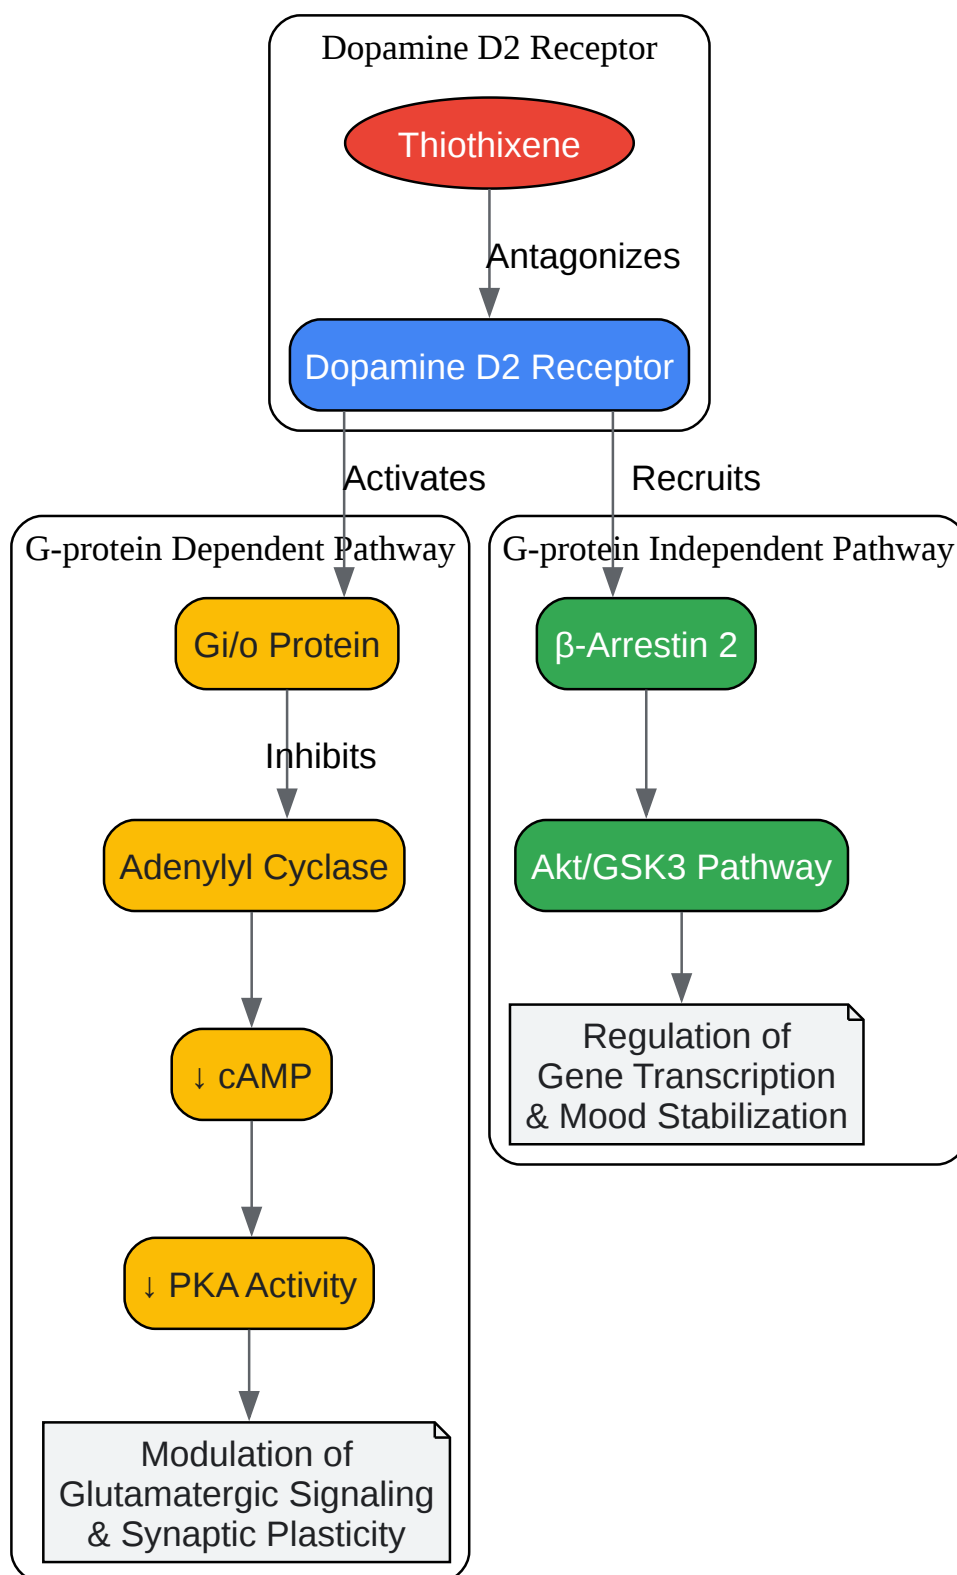 Dopamine D2 Receptor
Thiothixene
Antagonizes
Dopamine D2 Receptor
Activates
Recruits
G-protein Dependent Pathway
Gi/o Protein
Inhibits
Adenylyl Cyclase
↓ cAMP
↓ PKA Activity
Modulation of
Glutamatergic Signaling
& Synaptic Plasticity
G-protein Independent Pathway
β-Arrestin 2
Akt/GSK3 Pathway
Regulation of
Gene Transcription
& Mood Stabilization